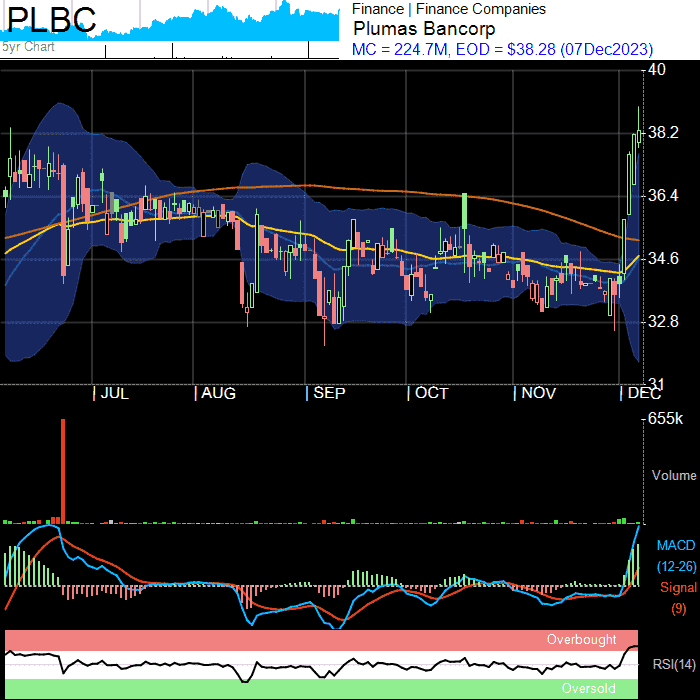 PLBC
5yr Chart
Finance | Finance Companies
Plumas Bancorp
MC = 224.7M, EOD = $38.28 (07Dec2023)
40
38.2
36.4
34.6
32.8
31
| JUL
| AUG
| SEP
| OCT
| NOV
| DEC
655k
Volume
MACD
(12-26)
Signal
(9)
Overbought
RSI(14)
Oversold